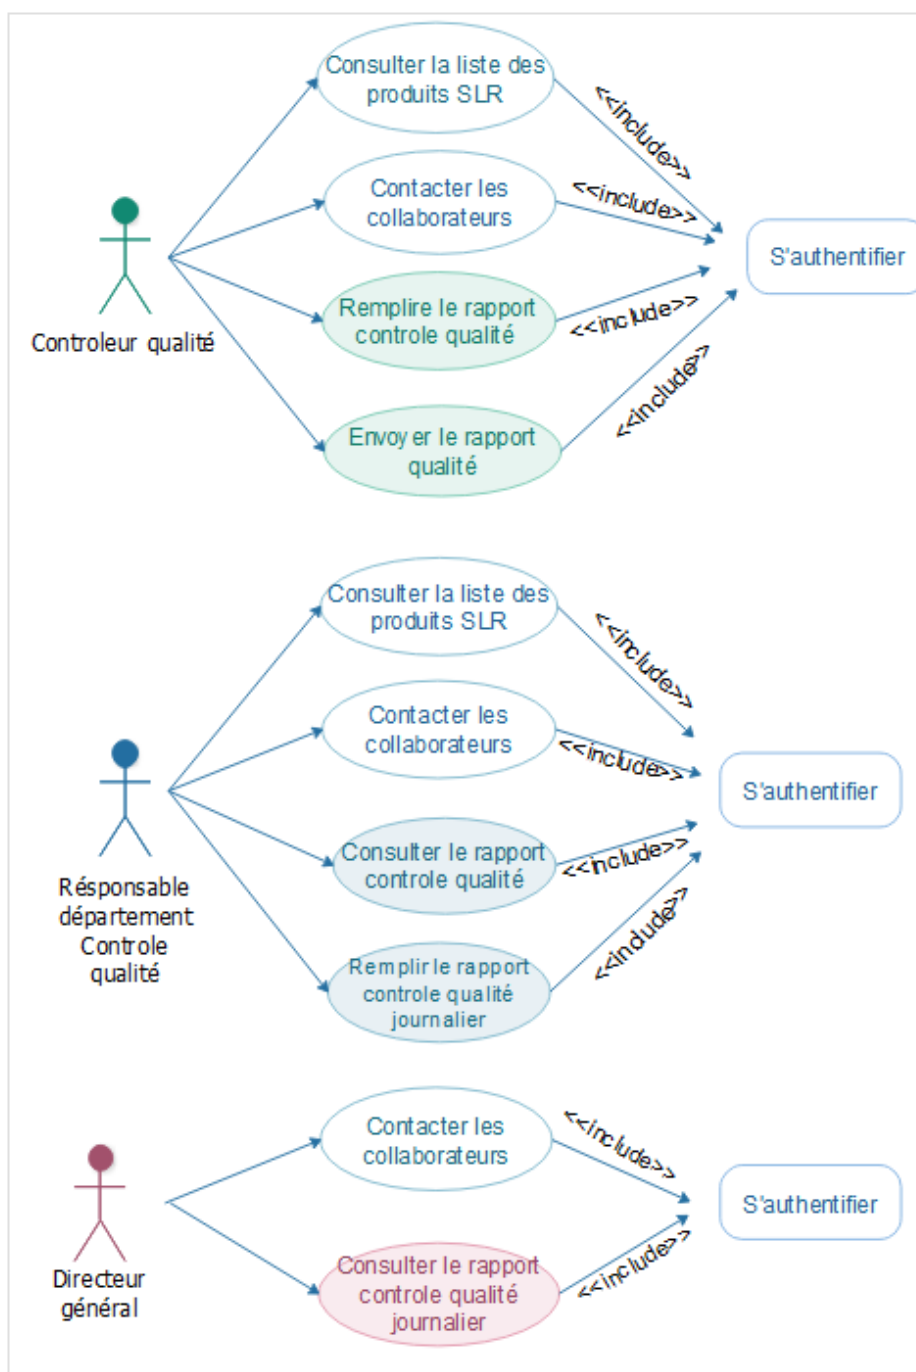 Consulter la liste des
produits SLR
<<include>>
Contacter les
collaborateurs
<<include>>
S'authentifier
Controleur qualité
Remplire le rapport
controle qualité
<<include>>
Envoyer le rapport
qualité
<<include>>
Consulter la liste des
produits SLR
<<include>>
Contacter les
collaborateurs
<<include>>
S'authentifier
Résponsable
département
Controle
qualité
Consulter le rapport
controle qualité
<<include>>
Remplir le rapport
controle qualité
journalier
<<include>>
Contacter les
collaborateurs
<<include>>
S'authentifier
Directeur
général
Consulter le rapport
controle qualité
journalier
<<include>>